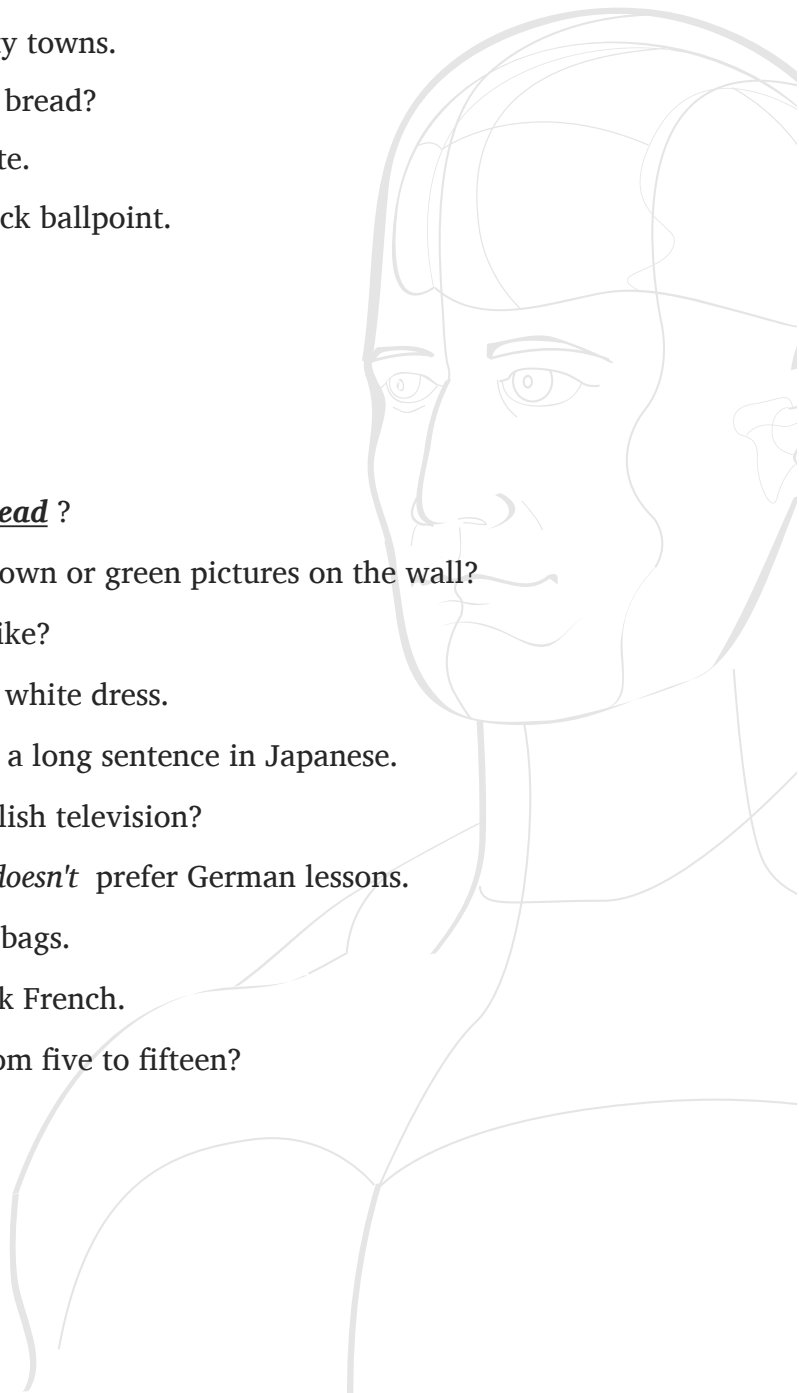 y towns.
bread?
te.
ck ballpoint.
ead ?
own or green pictures on the wall?
ike?
white dress.
a long sentence in Japanese.
lish television?
doesn't prefer German lessons.
bags.
k French.
om five to fifteen?